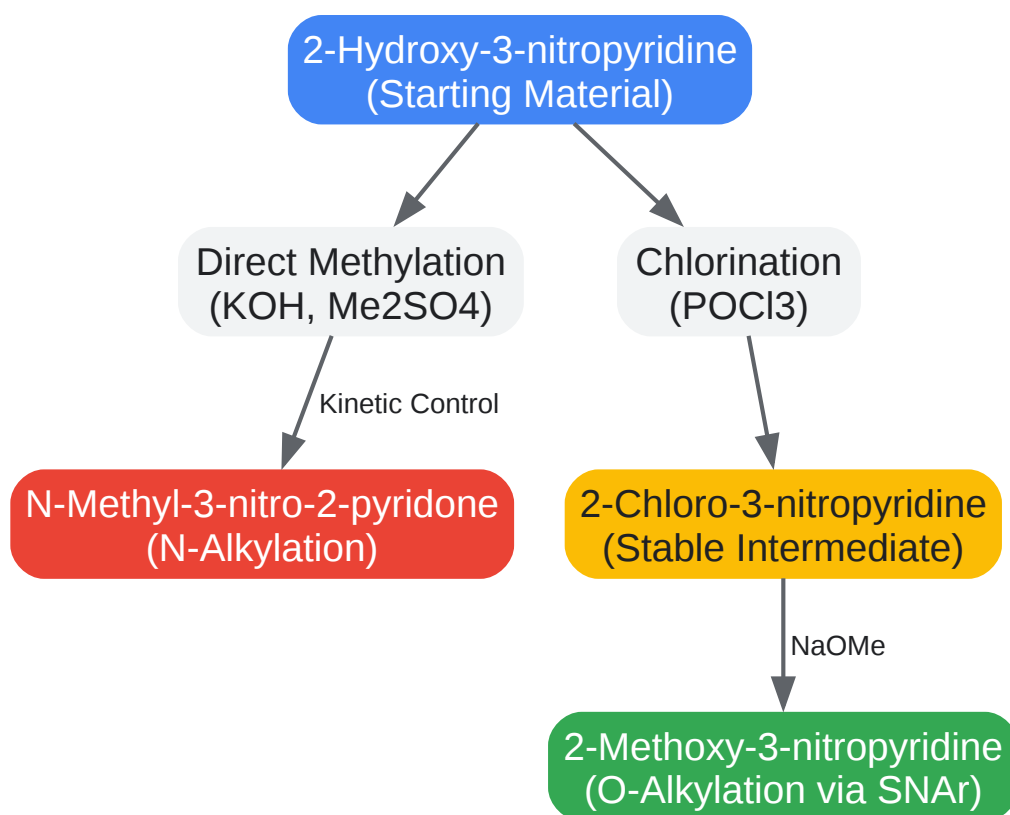 2-Hydroxy-3-nitropyridine
(Starting Material)
Direct Methylation
(KOH, Me2SO4)
Chlorination
(POCl3)
Kinetic Control
N-Methyl-3-nitro-2-pyridone
(N-Alkylation)
2-Chloro-3-nitropyridine
(Stable Intermediate)
NaOMe
2-Methoxy-3-nitropyridine
(O-Alkylation via SNAr)